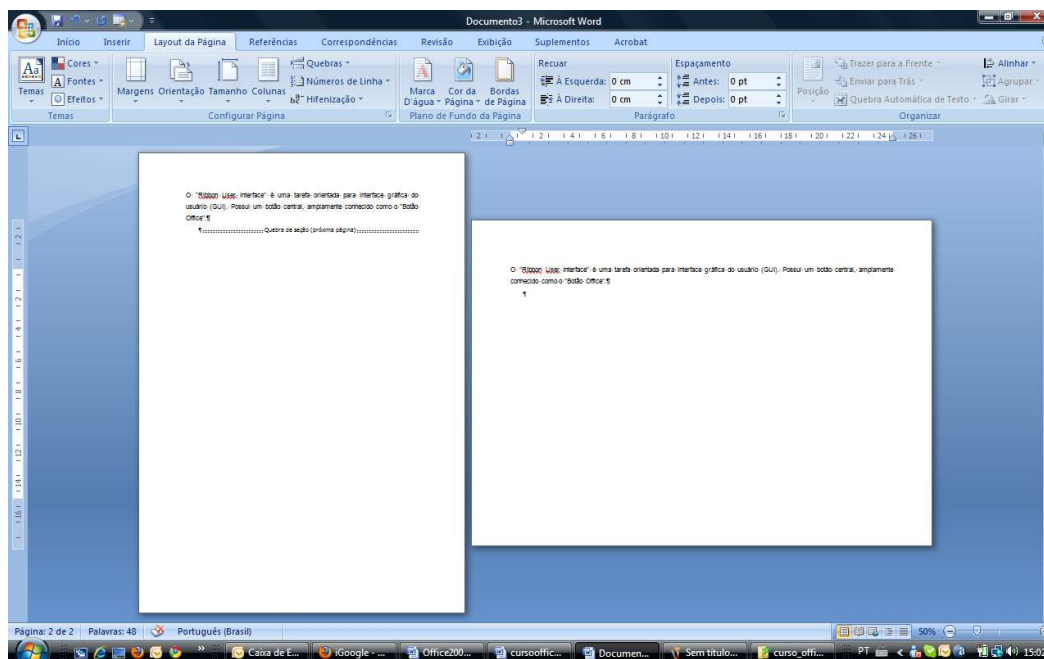 Documento3 - Microsoft Word
Início Inserir Layout da Página Referências Correspondências Revisão Exibição Suplementos Acrobat
Aa
Temas
Cores
Fontes
Efeitos
Temas
Margens Orientação Tamanho Colunas
Quebras
Números de Linha
Hifenização
Configurar Página
Marca D'água
Cor da Página
Bordas de Página
Plano de Fundo da Página
Recuar
À Esquerda: 0 cm
À Direita: 0 cm
Espaçamento
Antes: 0 pt
Depois: 0 pt
Parágrafo
Posição
Trazer para a Frente
Enviar para Trás
Quebra Automática de Texto
Alinhar
Agrupar
Girar
Organizar
O "Ribbon User Interface" é uma tarefa orientada para interface gráfica do
usuário (GUI). Possui um botão central, amplamente conhecido como o "Botão
Office".¶
¶ Quebra de seção (próxima página)
O "Ribbon User Interface" é uma tarefa orientada para interface gráfica do usuário (GUI). Possui um botão central, amplamente
conhecido como o "Botão Office".¶
¶
Página: 2 de 2 Palavras: 48 Português (Brasil) 50%
Caixa de E... iGoogle - ... Office200... cursooffic... Documen... Sem título... curso_offi... PT 15:02